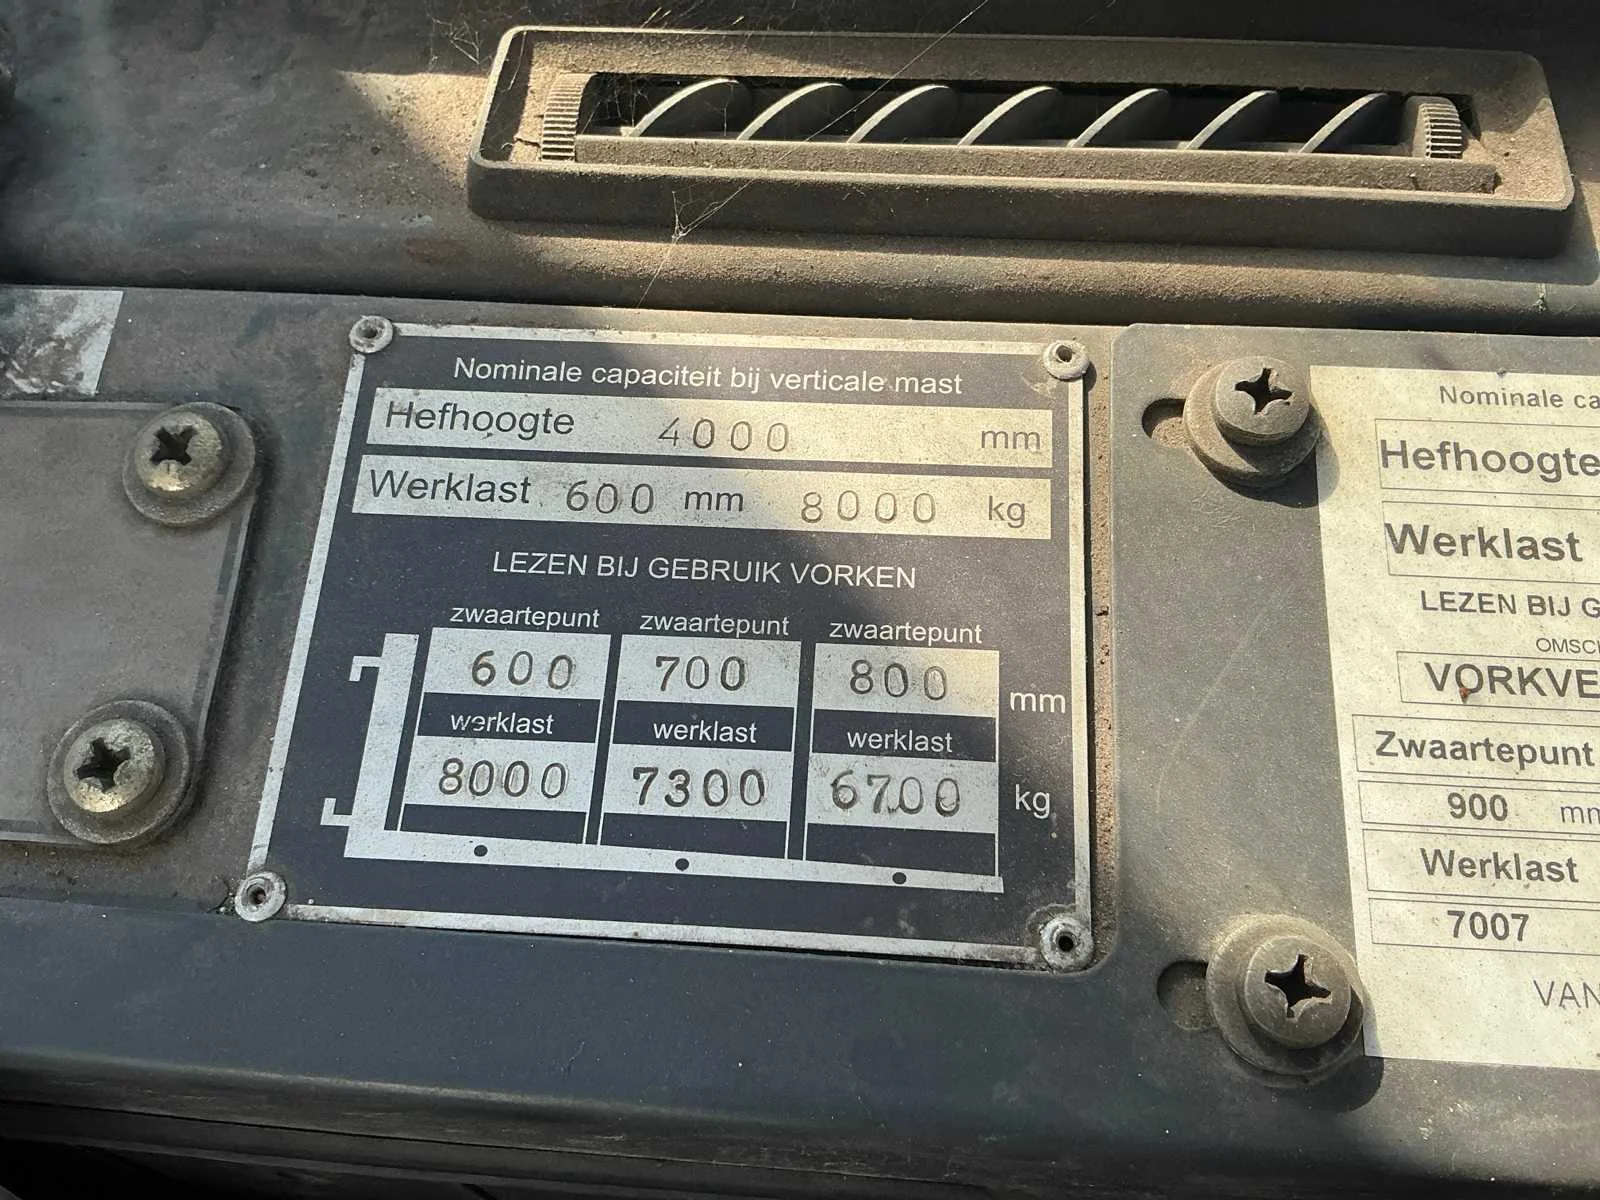 Nominale capaciteit bij verticale mast
Hefhoogte 4000 mm
Werklast 600 mm 8000 kg
LEZEN BIJ GEBRUIK VORKEN
zwaartepunt zwaartepunt zwaartepunt
600 700 800 mm
werklast werklast werklast
8000 7300 6700 kg
Nominale
Hefhoogte
Werklast
LEZEN BIJ
Zwaartepunt
900
Werklast
7007